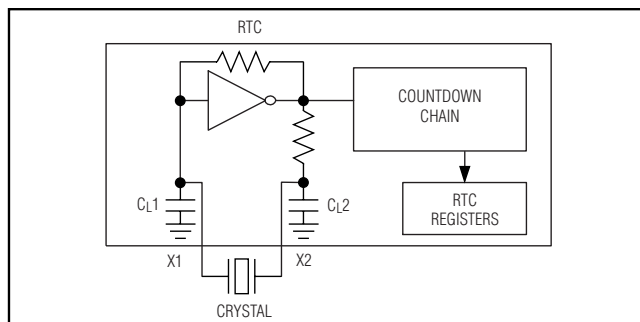 RTC
COUNTDOWN
CHAIN
RTC
REGISTERS
CL1
CL2
X1
X2
CRYSTAL